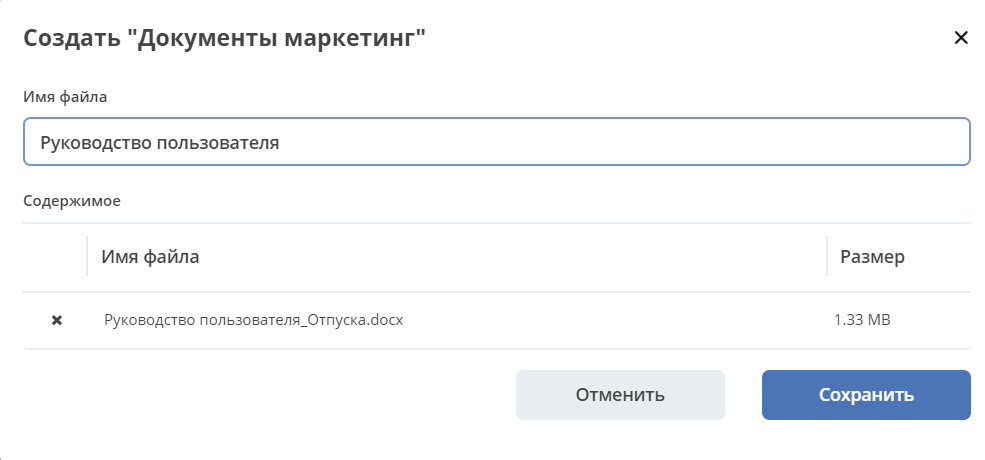 Создать "Документы маркетинг"
Имя файла
Руководство пользователя
Содержимое
Имя файла Размер
Руководство пользователя_Отпуска.docx 1.33 MB
Отменить Сохранить